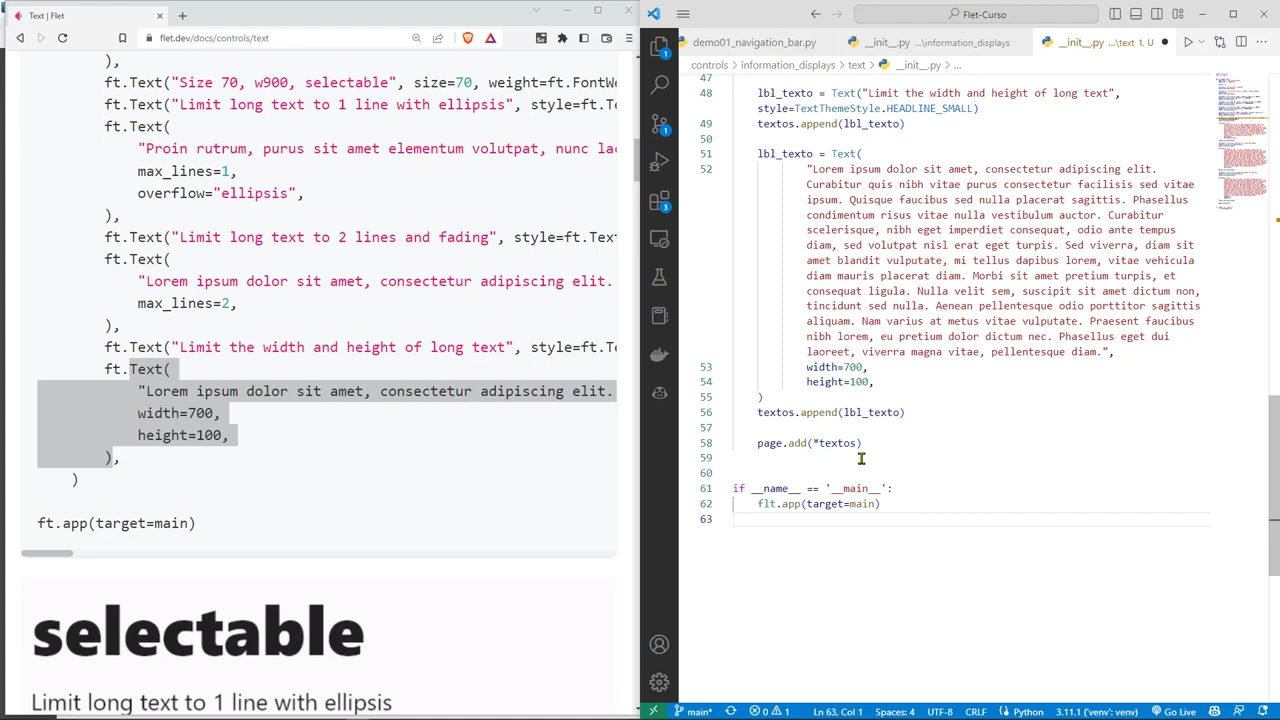 Text | Flet
flet.dev/docs/controls/text
),
ft.Text("Size 70, w900, selectable", size=70, weight=ft.FontWe
ft.Text("Limit long text to 1 line with ellipsis", style=ft.Te
ft.Text(
"Proin rutrum, purus sit amet elementum volutpat, nunc lac
max_lines=1,
overflow="ellipsis",
),
ft.Text("Limit long text to 2 lines and fading", style=ft.Text
ft.Text(
"Lorem ipsum dolor sit amet, consectetur adipiscing elit.
max_lines=2,
),
ft.Text("Limit the width and height of long text", style=ft.Te
ft.Text(
"Lorem ipsum dolor sit amet, consectetur adipiscing elit.
width=700,
height=100,
),
)
ft.app(target=main)
selectable
Limit long text to 1 line with ellipsis
Flet-Curso
demo01_navigation_bar.py
__init__.py ...\information_displays
__init__.py ...\text 1, U
controls > information_displays > text > __init__.py > ...
47
48 lbl_texto = Text("Limit the width and height of long text",
style=TextThemeStyle.HEADLINE_SMALL)
49 textos.append(lbl_texto)
50
51 lbl_texto = Text(
52 "Lorem ipsum dolor sit amet, consectetur adipiscing elit.
Curabitur quis nibh vitae purus consectetur facilisis sed vitae
ipsum. Quisque faucibus sed nulla placerat sagittis. Phasellus
condimentum risus vitae nulla vestibulum auctor. Curabitur
scelerisque, nibh eget imperdiet consequat, odio ante tempus
diam, sed volutpat nisl erat eget turpis. Sed viverra, diam sit
amet blandit vulputate, mi tellus dapibus lorem, vitae vehicula
diam mauris placerat diam. Morbi sit amet pretium turpis, et
consequat ligula. Nulla velit sem, suscipit sit amet dictum non,
tincidunt sed nulla. Aenean pellentesque odio porttitor sagittis
aliquam. Nam varius at metus vitae vulputate. Praesent faucibus
nibh lorem, eu pretium dolor dictum nec. Phasellus eget dui
laoreet, viverra magna vitae, pellentesque diam.",
53 width=700,
54 height=100,
55 )
56 textos.append(lbl_texto)
57
58 page.add(*textos)
59
60
61 if __name__ == '__main__':
62 flt.app(target=main)
63
1
1
3
main*
0 1
Ln 63, Col 1
Spaces: 4
UTF-8
CRLF
Python
3.11.1 ('venv': venv)
Go Live